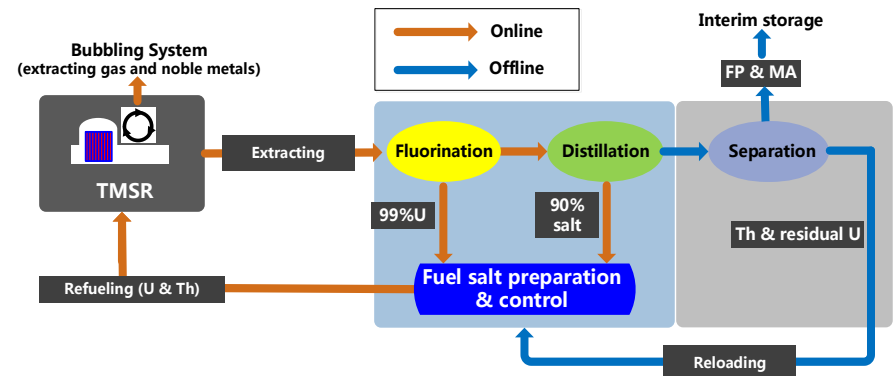 Bubbling System
(extracting gas and noble metals)
TMSR
Extracting
Online
Offline
Interim storage
FP & MA
Fluorination
Distillation
Separation
99%U
90%
salt
Th & residual U
Fuel salt preparation
& control
Refueling (U & Th)
Reloading